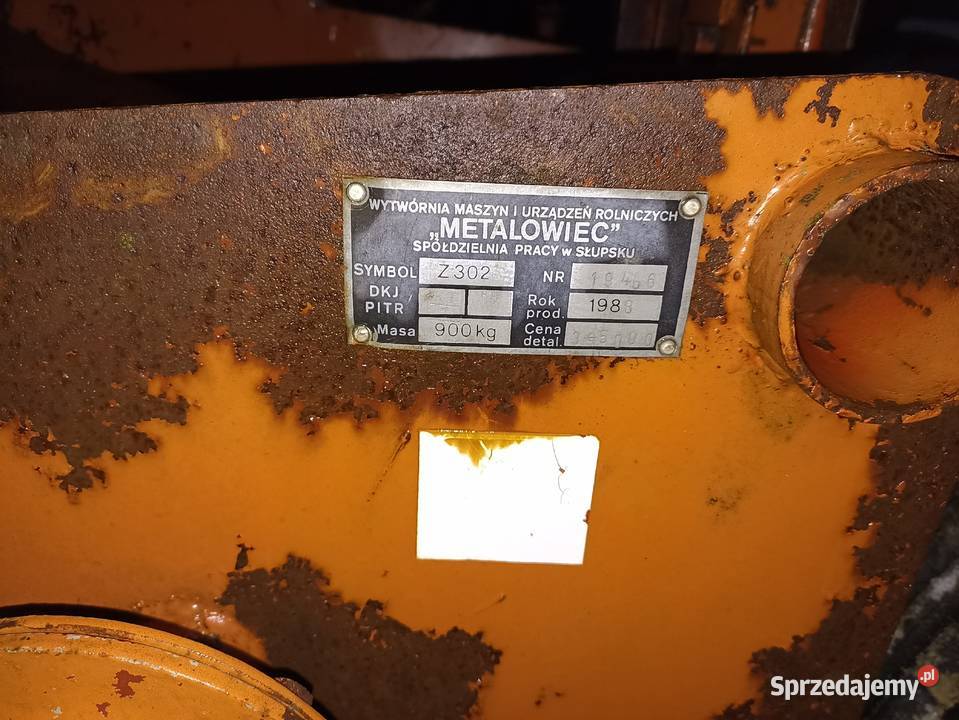 WYTWÓRNIA MASZYN I URZĄDZEŃ ROLNICZYCH
„METALOWIEC”
SPÓŁDZIELNIA PRACY W SŁUPSKU
SYMBOL Z302 NR
DKJ
PITR
Rok prod. 1988
Masa 900kg Cena detal.
Sprzedajemy.pl